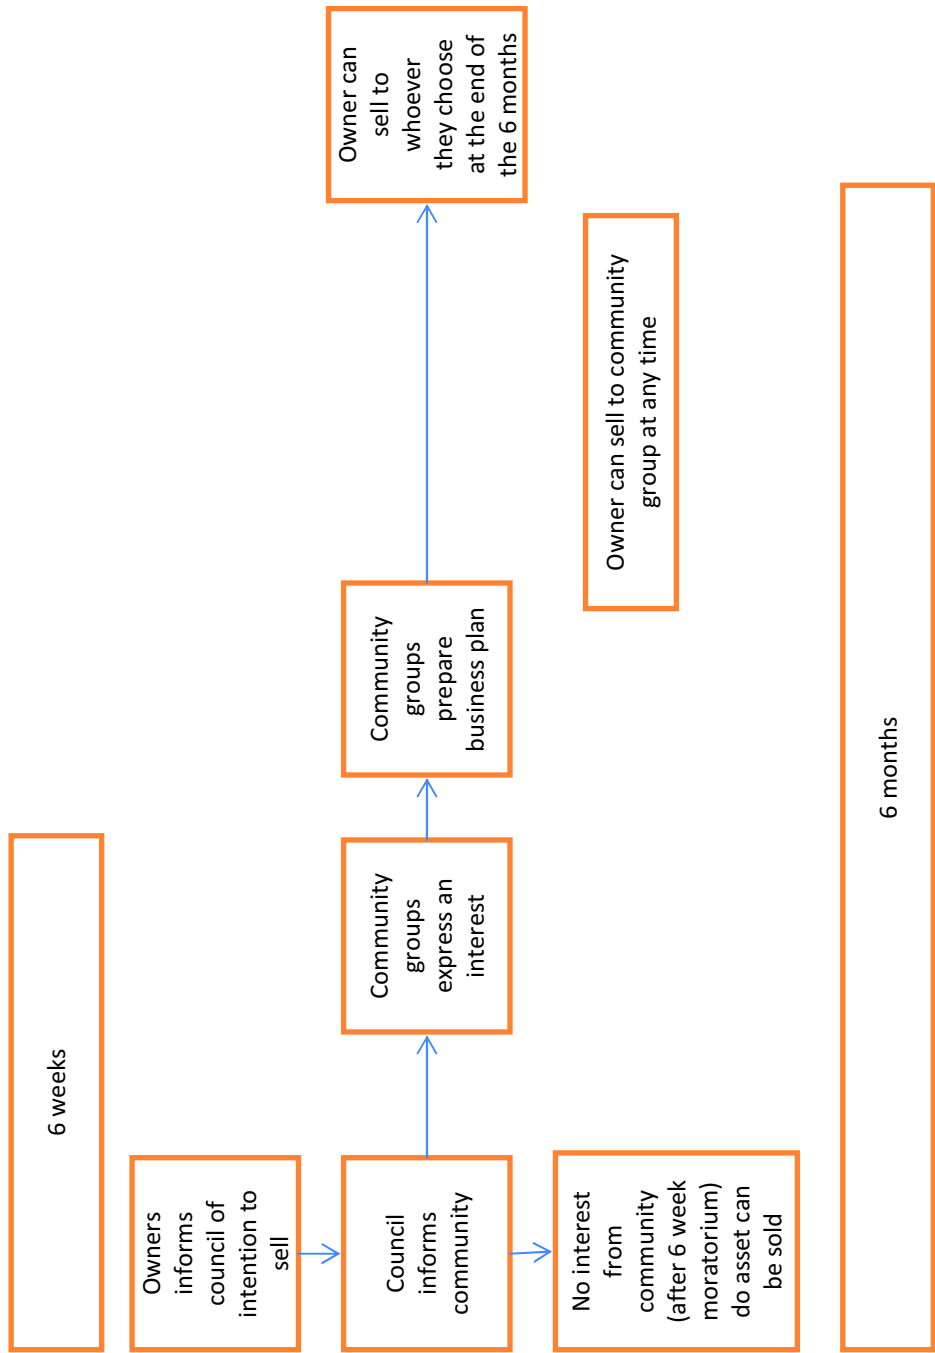 6 weeks
Owners
informs
council of
intention to
sell
Council
informs
community
Community
groups
express an
interest
Community
groups
prepare
business plan
Owner can
sell to
whoever
they choose
at the end of
the 6 months
No interest
from
community
(after 6 week
moratorium)
do asset can
be sold
Owner can sell to community
group at any time
6 months